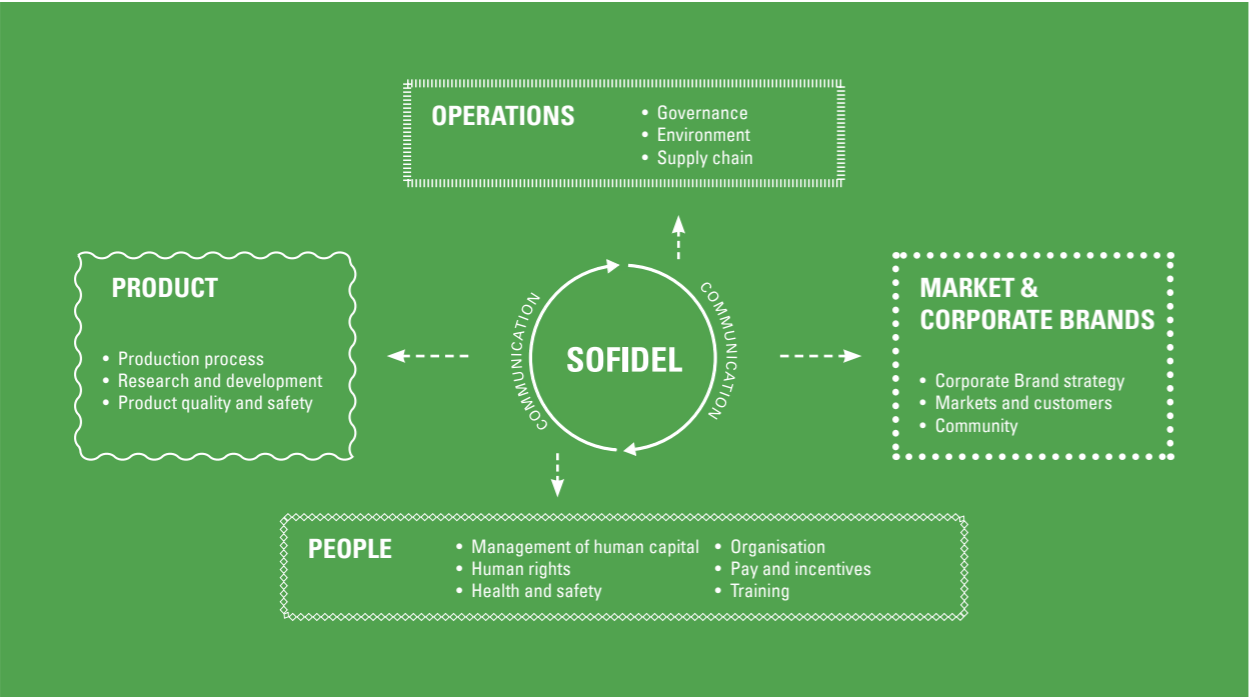 OPERATIONS
• Governance
• Environment
• Supply chain
PRODUCT
• Production process
• Research and development
• Product quality and safety
COMMUNICATION
SOFIDEL
COMMUNICATION
MARKET &
CORPORATE BRANDS
• Corporate Brand strategy
• Markets and customers
• Community
PEOPLE
• Management of human capital
• Human rights
• Health and safety
• Organisation
• Pay and incentives
• Training